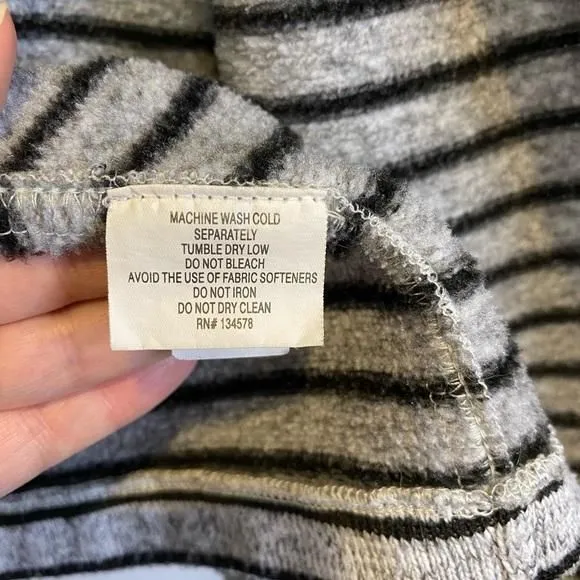 MACHINE WASH COLD
SEPARATELY
TUMBLE DRY LOW
DO NOT BLEACH
AVOID THE USE OF FABRIC SOFTENERS
DO NOT IRON
DO NOT DRY CLEAN
RN# 134578